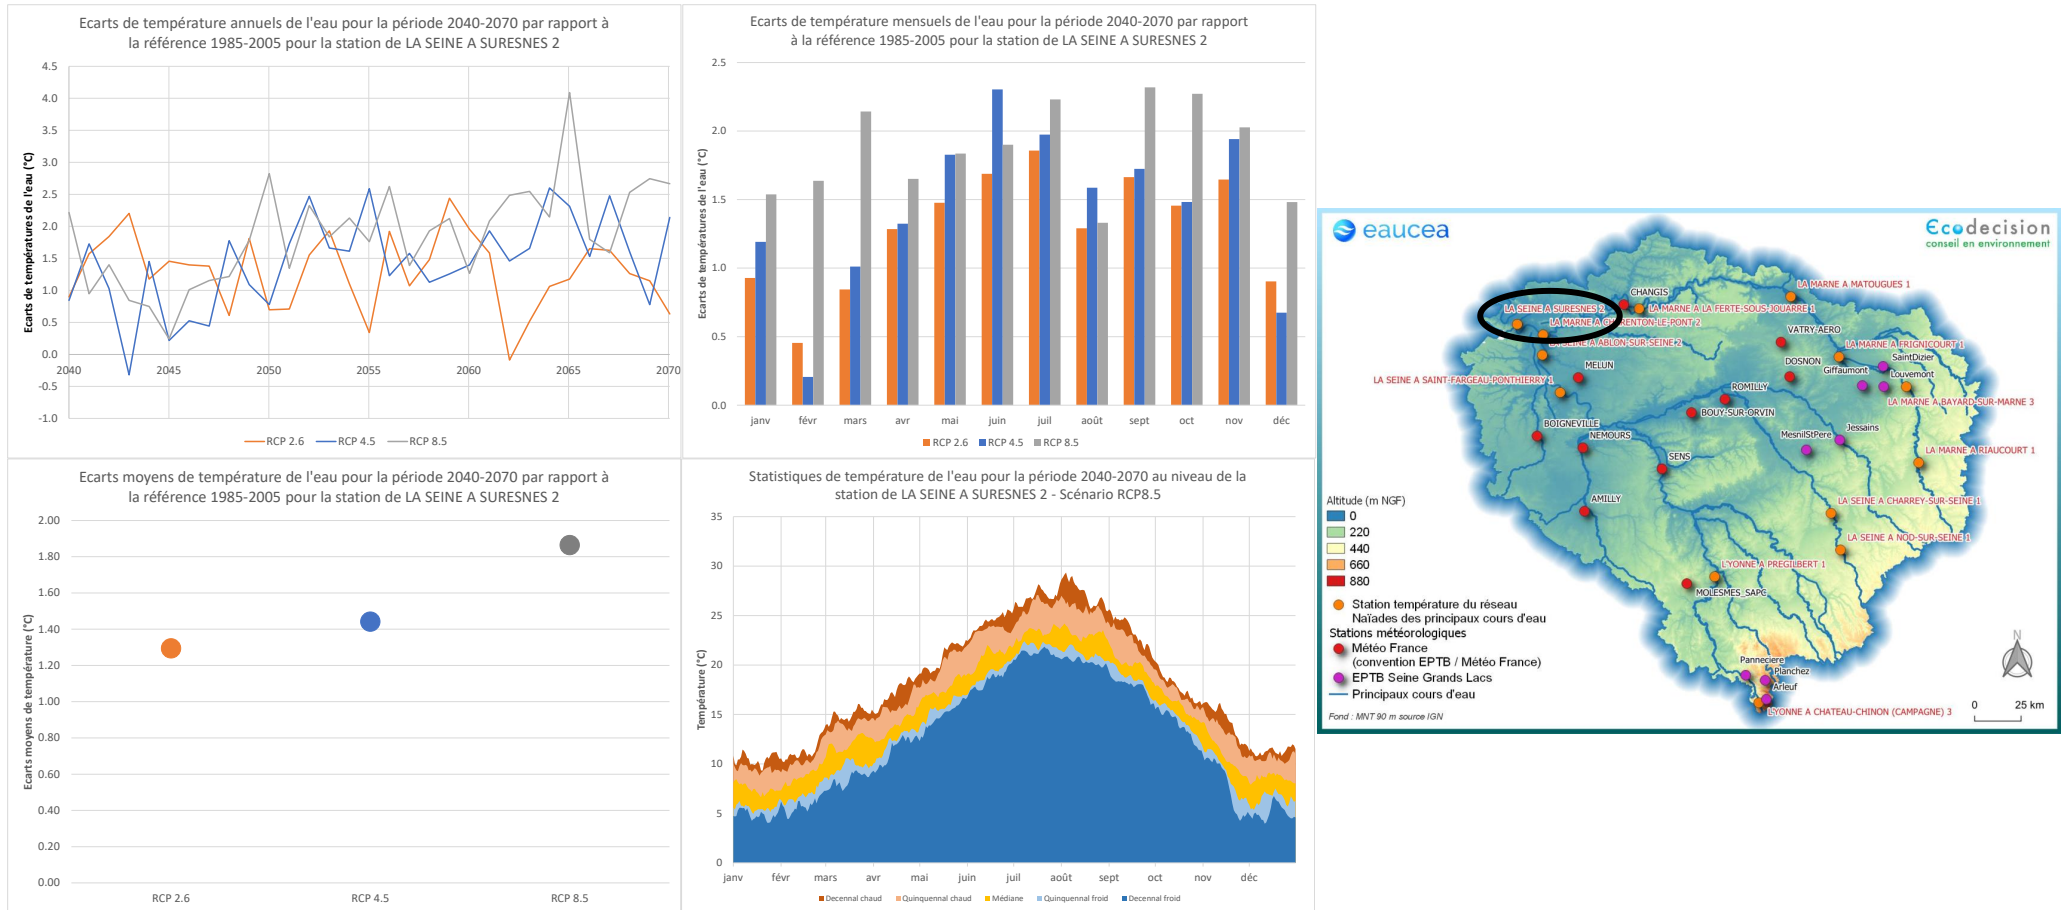 Ecarts de température annuels de l'eau pour la période 2040-2070 par rapport à
la référence 1985-2005 pour la station de LA SEINE A SURESNES 2
Ecarts de températures de l'eau (°C)
4.5
4.0
3.5
3.0
2.5
2.0
1.5
1.0
0.5
0.0
-0.5
-1.0
2040
2045
2050
2055
2060
2065
2070
RCP 2.6
RCP 4.5
RCP 8.5
Ecarts de température mensuels de l'eau pour la période 2040-2070 par rapport
à la référence 1985-2005 pour la station de LA SEINE A SURESNES 2
Ecarts de températures de l'eau (°C)
2.5
2.0
1.5
1.0
0.5
0.0
janv
févr
mars
avr
mai
juin
juil
août
sept
oct
nov
déc
RCP 2.6
RCP 4.5
RCP 8.5
Ecarts moyens de température de l'eau pour la période 2040-2070 par rapport à
la référence 1985-2005 pour la station de LA SEINE A SURESNES 2
Ecarts moyens de température (°C)
2.00
1.80
1.60
1.40
1.20
1.00
0.80
0.60
0.40
0.20
0.00
RCP 2.6
RCP 4.5
RCP 8.5
Statistiques de température de l'eau pour la période 2040-2070 au niveau de la
station de LA SEINE A SURESNES 2 - Scénario RCP8.5
Température (°C)
35
30
25
20
15
10
5
0
janv
févr
mars
avr
mai
juin
juil
août
sept
oct
nov
déc
Decennal chaud
Quinquennal chaud
Médiane
Quinquennal froid
Decennal froid
eaucea
Ecodecision
conseil en environnement
CHANGIS
LA MARNE A MATOUGUES 1
LA SEINE A SURESNES 2
LA MARNE A LA FERTE-SOUS-JOUARRE 1
LA MARNE A CHARENTON-LE-PONT 2
VATRY-AERO
LA SEINE A ABLON-SUR-SEINE 2
LA MARNE A FRIGNICOURT 1
SaintDizier
DOSNON
Giffaumont
Louvemont
MELUN
LA SEINE A SAINT-FARGEAU-PONTHIERRY 1
ROMILLY
LA MARNE A BAYARD-SUR-MARNE 3
BOUY-SUR-ORVIN
BOIGNEVILLE
NEMOURS
MesnilStPere
Jessains
SENS
LA MARNE A RIAUCOURT 1
AMILLY
LA SEINE A CHARREY-SUR-SEINE 1
LA SEINE A NOD-SUR-SEINE 1
L'YONNE A PREGILBERT 1
MOLESMES_SAPC
Panneciere
Planchez
Arleuf
L'YONNE A CHATEAU-CHINON (CAMPAGNE) 3
Altitude (m NGF)
0
220
440
660
880
Station température du réseau
Naïades des principaux cours d'eau
Stations météorologiques
Météo France
(convention EPTB / Météo France)
EPTB Seine Grands Lacs
Principaux cours d'eau
Fond : MNT 90 m source IGN
N
0
25 km